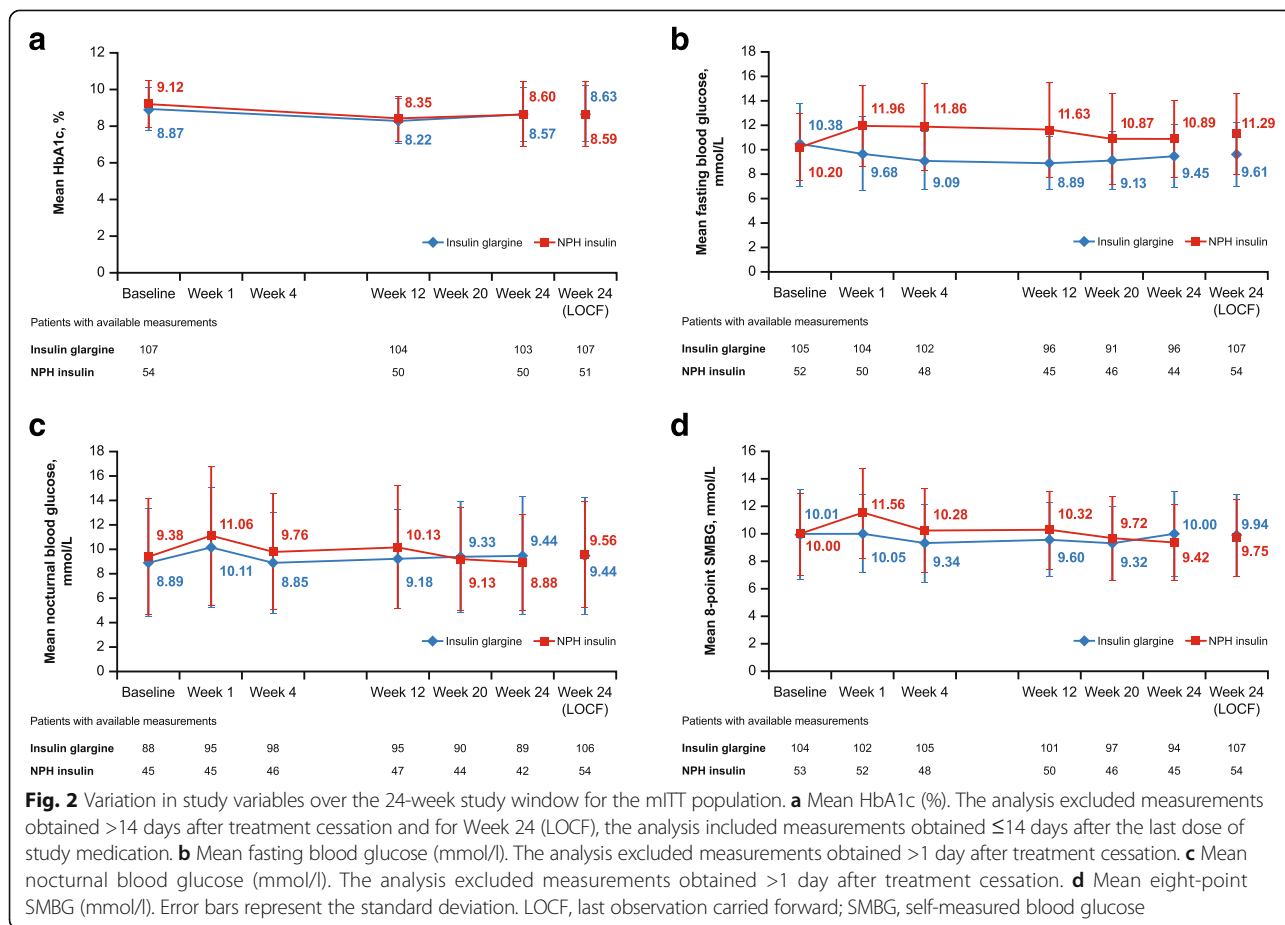 a
12
10
8
6
4
2
0
Mean HbA1c, %
9.12
8.87
8.35
8.22
8.60
8.57
8.63
8.59
Insulin glargine
NPH insulin
Baseline Week 1 Week 4 Week 12 Week 20 Week 24 Week 24
(LOCF)
Patients with available measurements
Insulin glargine 107 104 103 107
NPH insulin 54 50 50 51
b
18
16
14
12
10
8
6
4
2
0
Mean fasting blood glucose,
mmol/L
10.38
10.20
11.96
9.68
11.86
9.09
11.63
8.89
10.87
9.13
10.89
9.45
11.29
9.61
Insulin glargine
NPH insulin
Baseline Week 1 Week 4 Week 12 Week 20 Week 24 Week 24
(LOCF)
Patients with available measurements
Insulin glargine 105 104 102 96 91 96 107
NPH insulin 52 50 48 45 46 44 54
c
18
16
14
12
10
8
6
4
2
0
Mean nocturnal blood glucose,
mmol/L
9.38
8.89
11.06
10.11
9.76
8.85
10.13
9.18
9.33
9.13
9.44
8.88
9.56
9.44
Insulin glargine
NPH insulin
Baseline Week 1 Week 4 Week 12 Week 20 Week 24 Week 24
(LOCF)
Patients with available measurements
Insulin glargine 88 95 98 95 90 89 106
NPH insulin 45 45 46 47 44 42 54
d
16
14
12
10
8
6
4
2
0
Mean 8-point SMBG, mmol/L
10.01
10.00
11.56
10.05
10.28
9.34
10.32
9.60
9.72
9.32
10.00
9.42
9.94
9.75
Insulin glargine
NPH insulin
Baseline Week 1 Week 4 Week 12 Week 20 Week 24 Week 24
(LOCF)
Patients with available measurements
Insulin glargine 104 102 105 101 97 94 107
NPH insulin 53 52 48 50 46 45 54
Fig. 2 Variation in study variables over the 24-week study window for the mITT population. a Mean HbA1c (%). The analysis excluded measurements
obtained >14 days after treatment cessation and for Week 24 (LOCF), the analysis included measurements obtained ≤14 days after the last dose of
study medication. b Mean fasting blood glucose (mmol/l). The analysis excluded measurements obtained >1 day after treatment cessation. c Mean
nocturnal blood glucose (mmol/l). The analysis excluded measurements obtained >1 day after treatment cessation. d Mean eight-point
SMBG (mmol/l). Error bars represent the standard deviation. LOCF, last observation carried forward; SMBG, self-measured blood glucose